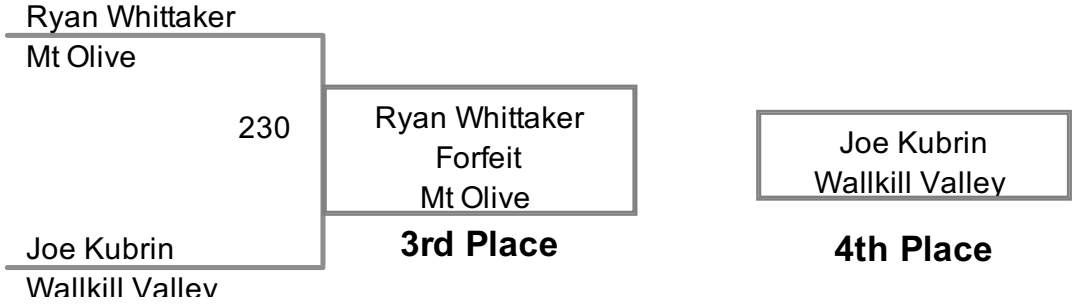 Ryan Whittaker
Mt Olive
230
Ryan Whittaker
Forfeit
Mt Olive
3rd Place
Joe Kubrin
Wallkill Valley
4th Place
Joe Kubrin
Wallkill Valley